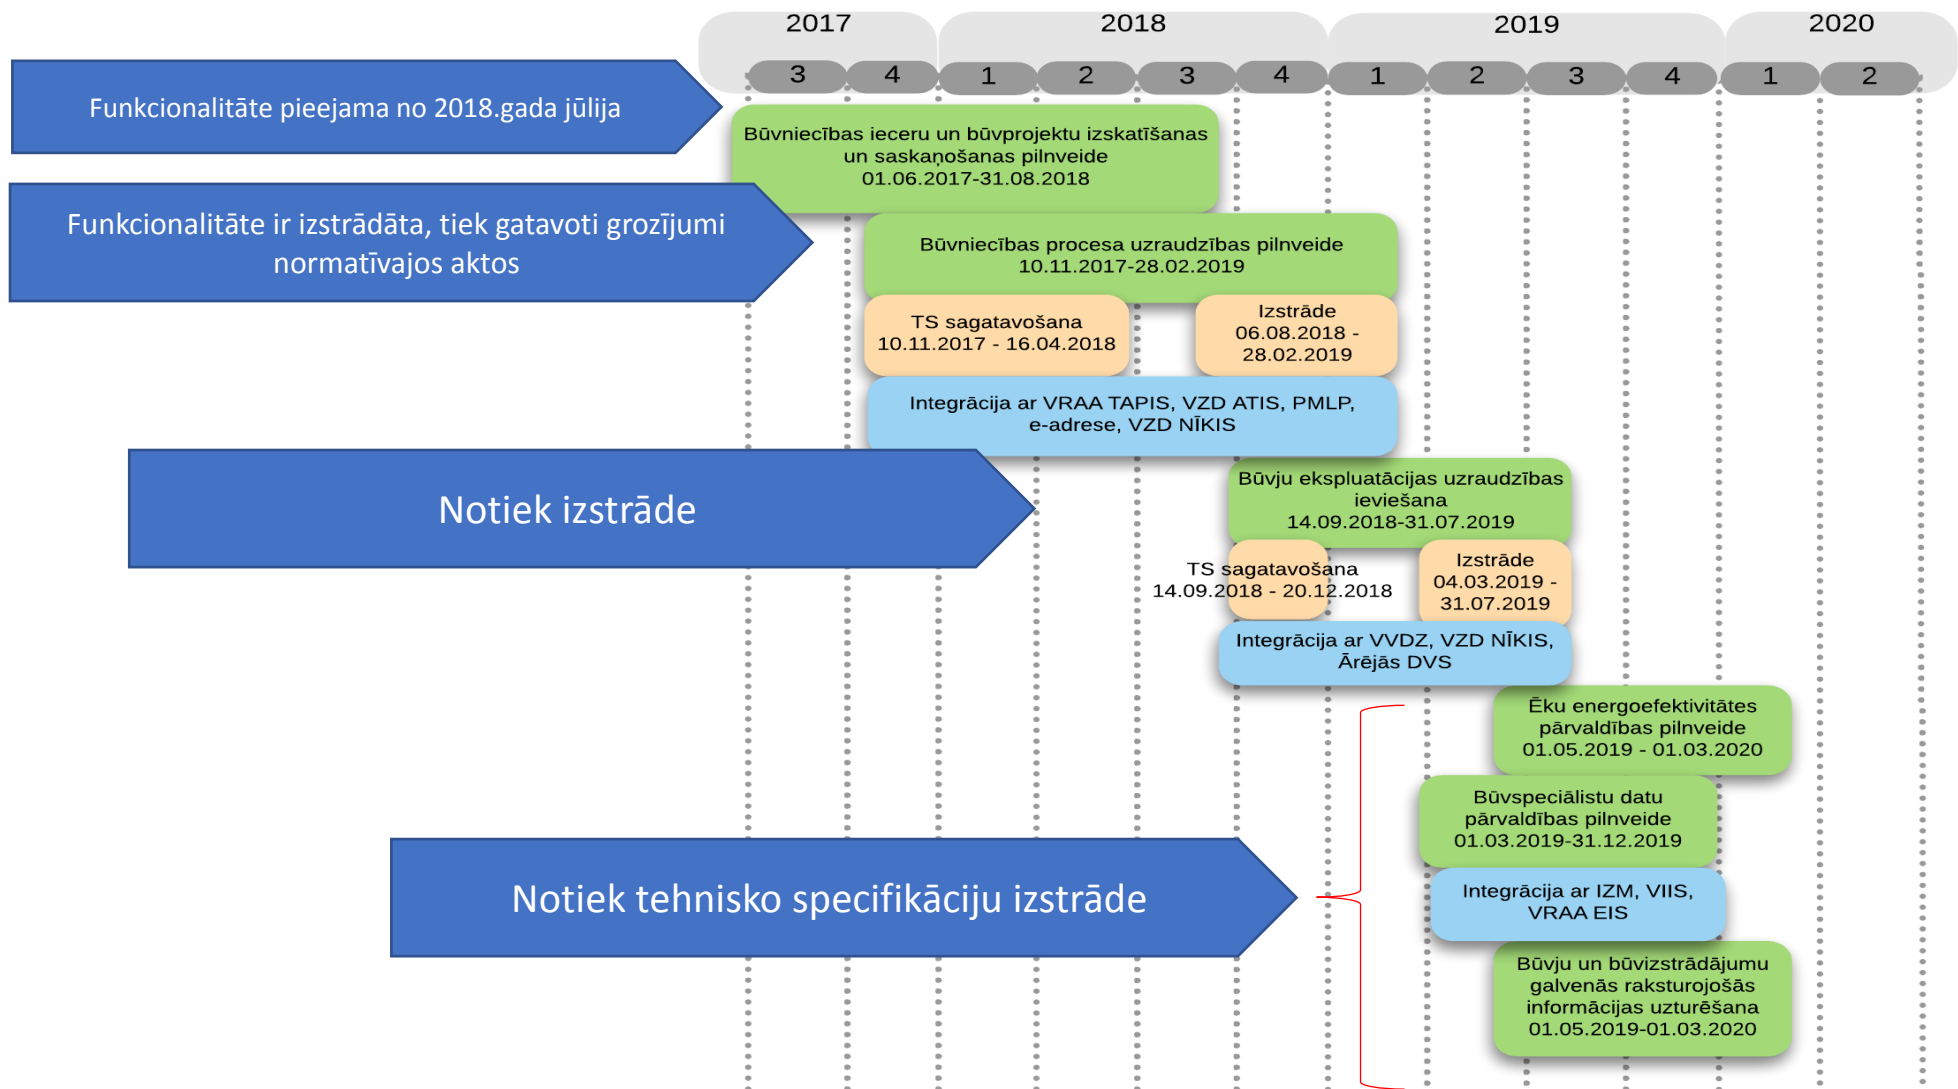 2017
2018
2019
2020
3
4
1
2
3
4
1
2
3
4
1
2
Funkcionalitāte pieejama no 2018.gada jūlija
Būvniecības ieceru un būvprojektu izskatīšanas
un saskaņošanas pilnveide
01.06.2017-31.08.2018
Funkcionalitāte ir izstrādāta, tiek gatavoti grozījumi
normatīvajos aktos
Būvniecības procesa uzraudzības pilnveide
10.11.2017-28.02.2019
TS sagatavošana
10.11.2017 - 16.04.2018
Izstrāde
06.08.2018 -
28.02.2019
Integrācija ar VRAA TAPIS, VZD ATIS, PMLP,
e-adrese, VZD NĪKIS
Notiek izstrāde
Būvju ekspluatācijas uzraudzības
ieviešana
14.09.2018-31.07.2019
TS sagatavošana
14.09.2018 - 20.12.2018
Izstrāde
04.03.2019 -
31.07.2019
Integrācija ar VVDZ, VZD NĪKIS,
Ārējās DVS
Ēku energoefektivitātes
pārvaldības pilnveide
01.05.2019 - 01.03.2020
Būvspeciālistu datu
pārvaldības pilnveide
01.03.2019-31.12.2019
Notiek tehnisko specifikāciju izstrāde
Integrācija ar IZM, VIIS,
VRAA EIS
Būvju un būvizstrādājumu
galvenās raksturojošās
informācijas uzturēšana
01.05.2019-01.03.2020